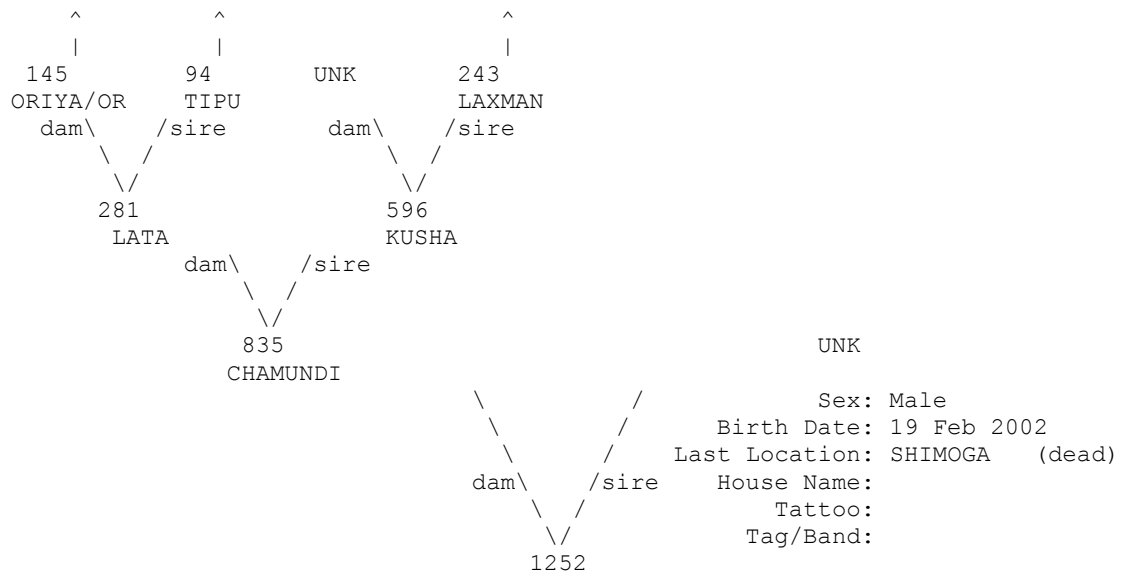 ^ ^ ^
| | |
145 94 UNK 243
ORIYA/OR TIPU LAXMAN
dam\ /sire dam\ /sire
\ / \ /
\/ \/
281 596
LATA KUSHA
dam\ /sire
\ /
\/
835 UNK
CHAMUNDI
\ / Sex: Male
\ / Birth Date: 19 Feb 2002
\ / Last Location: SHIMOGA (dead)
dam\ /sire House Name:
\ / Tattoo:
\/ Tag/Band:
1252